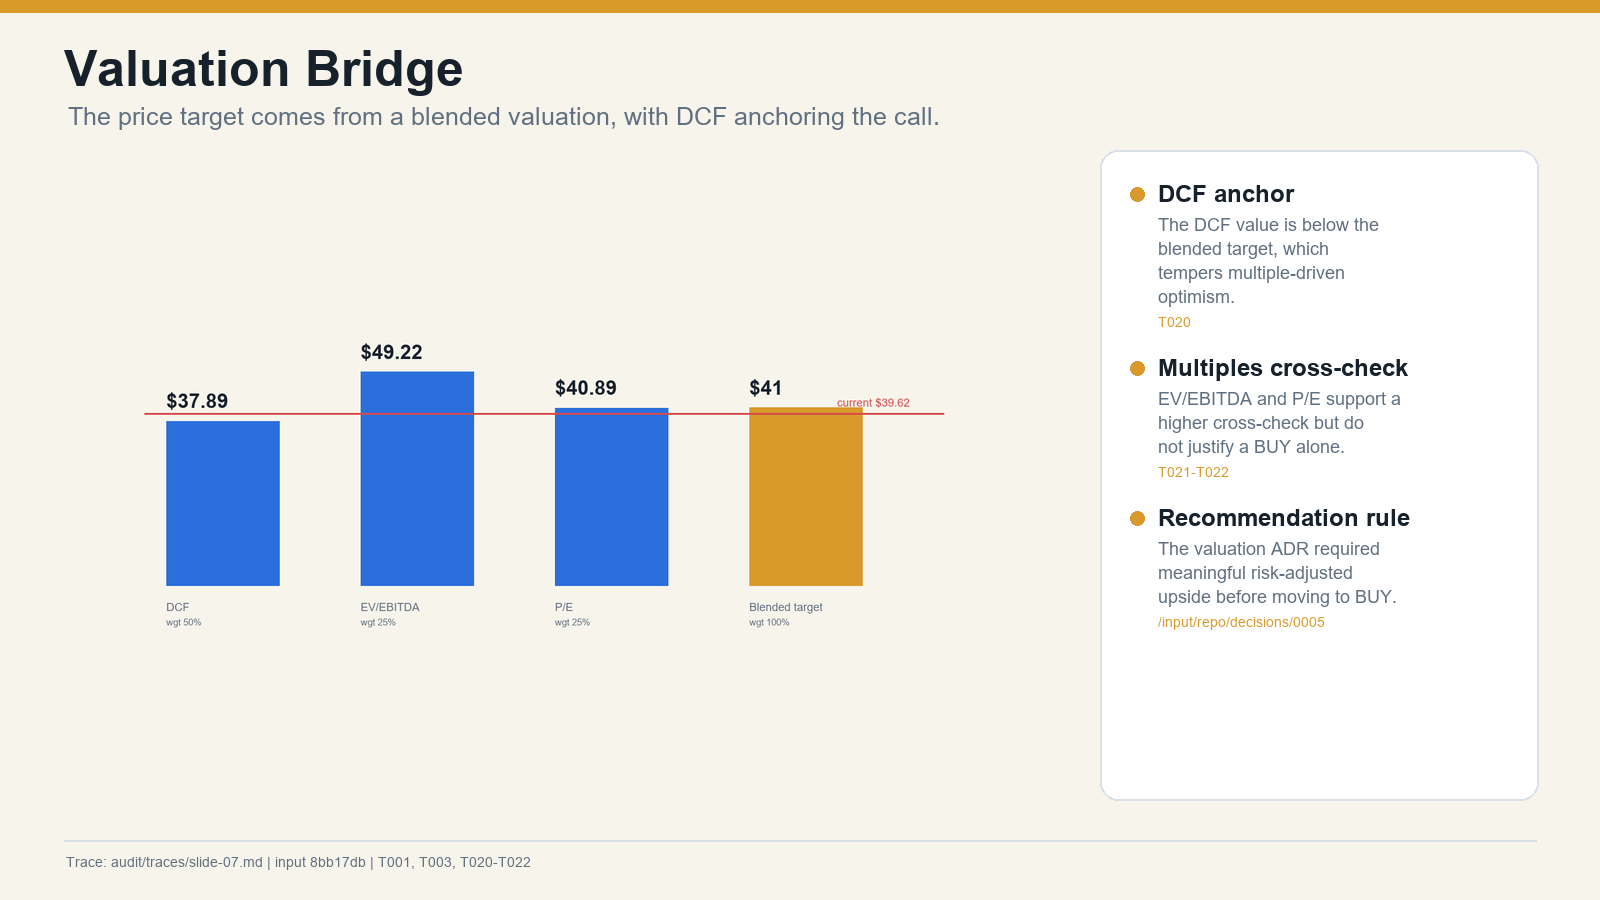 Valuation Bridge
The price target comes from a blended valuation, with DCF anchoring the call.
$37.89
$49.22
$40.89
$41
current $39.62
DCF
wgt 50%
EV/EBITDA
wgt 25%
P/E
wgt 25%
Blended target
wgt 100%
DCF anchor
The DCF value is below the
blended target, which
tempers multiple-driven
optimism.
T020
Multiples cross-check
EV/EBITDA and P/E support a
higher cross-check but do
not justify a BUY alone.
T021-T022
Recommendation rule
The valuation ADR required
meaningful risk-adjusted
upside before moving to BUY.
/input/repo/decisions/0005
Trace: audit/traces/slide-07.md | input 8bb17db | T001, T003, T020-T022